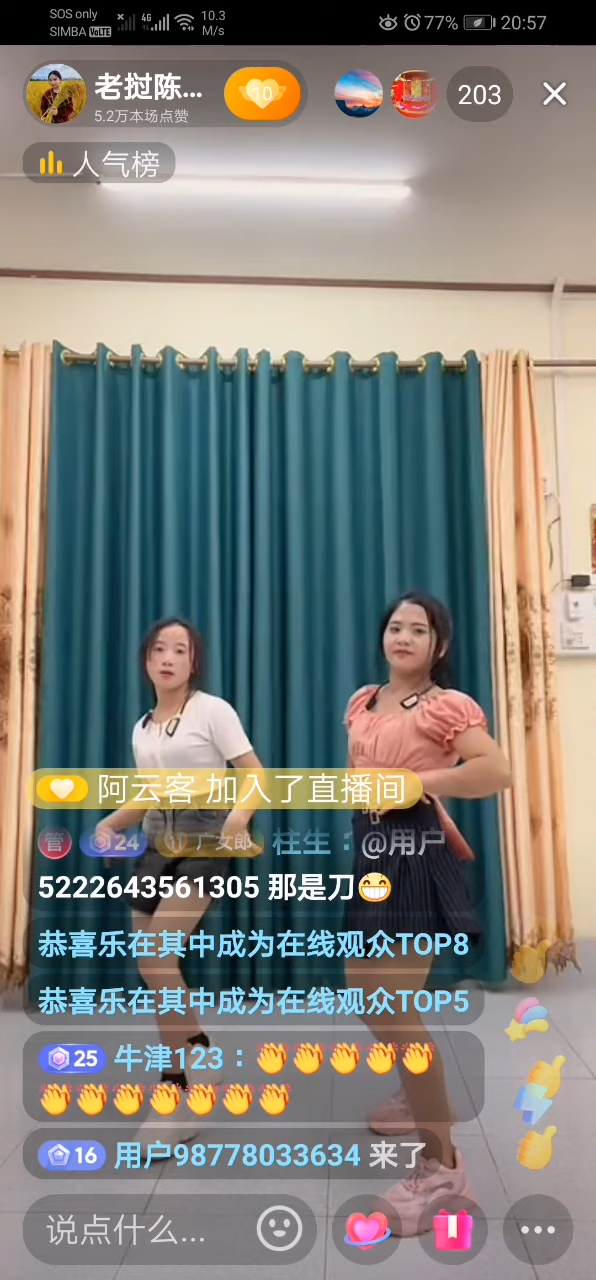 SOS only
SIMBA VoLTE
4G
10.3
M/s
77%
20:57
老挝陈...
5.2万本场点赞
10
203
人气榜
阿云客 加入了直播间
管 24 广女郎 柱生：@用户
5222643561305 那是刀😁
恭喜乐在其中成为在线观众TOP8
恭喜乐在其中成为在线观众TOP5
25 牛津123：👏👏👏👏👏
👏👏👏👏👏👏👏
16 用户98778033634 来了
说点什么...